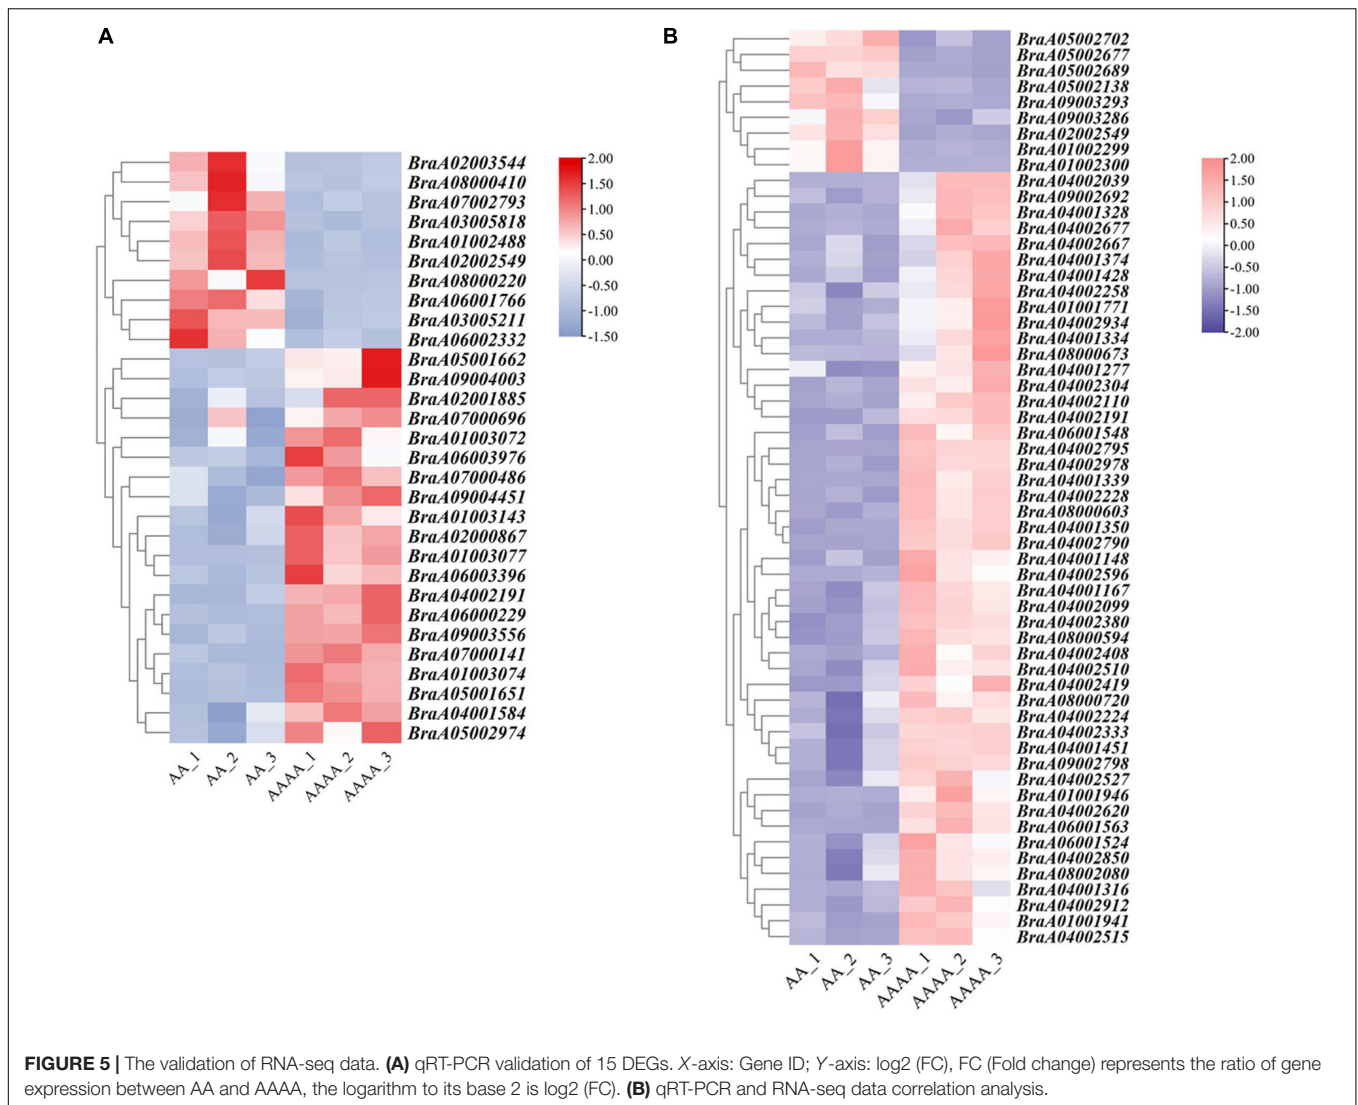 A
BraA02003544
BraA08000410
BraA07002793
BraA03005818
BraA01002488
BraA02002549
BraA08000220
BraA06001766
BraA03005211
BraA06002332
BraA05001662
BraA09004003
BraA02001885
BraA07000696
BraA01003072
BraA06003976
BraA07000486
BraA09004451
BraA01003143
BraA02000867
BraA01003077
BraA06003396
BraA04002191
BraA06000229
BraA09003556
BraA07000141
BraA01003074
BraA05001651
BraA04001584
BraA05002974
2.00
1.50
1.00
0.50
0.00
-0.50
-1.00
-1.50
AA_1 AA_2 AA_3 AAAA_1 AAAA_2 AAAA_3
B
BraA05002702
BraA05002677
BraA05002689
BraA05002138
BraA09003293
BraA09003286
BraA02002549
BraA01002299
BraA01002300
BraA04002039
BraA09002692
BraA04001328
BraA04002677
BraA04002667
BraA04001374
BraA04001428
BraA04002258
BraA01001771
BraA04002934
BraA04001334
BraA08000673
BraA04001277
BraA04002304
BraA04002110
BraA04002191
BraA06001548
BraA04002795
BraA04002978
BraA04001339
BraA04002228
BraA08000603
BraA04001350
BraA04002790
BraA04001148
BraA04002596
BraA04001167
BraA04002099
BraA04002380
BraA08000594
BraA04002408
BraA04002510
BraA04002419
BraA08000720
BraA04002224
BraA04002333
BraA04001451
BraA09002798
BraA04002527
BraA01001946
BraA04002620
BraA06001563
BraA06001524
BraA04002850
BraA08002080
BraA04001316
BraA04002912
BraA01001941
BraA04002515
2.00
1.50
1.00
0.50
0.00
-0.50
-1.00
-1.50
-2.00
AA_1 AA_2 AA_3 AAAA_1 AAAA_2 AAAA_3
FIGURE 5 | The validation of RNA-seq data. (A) qRT-PCR validation of 15 DEGs. X-axis: Gene ID; Y-axis: log2 (FC), FC (Fold change) represents the ratio of gene
expression between AA and AAAA, the logarithm to its base 2 is log2 (FC). (B) qRT-PCR and RNA-seq data correlation analysis.